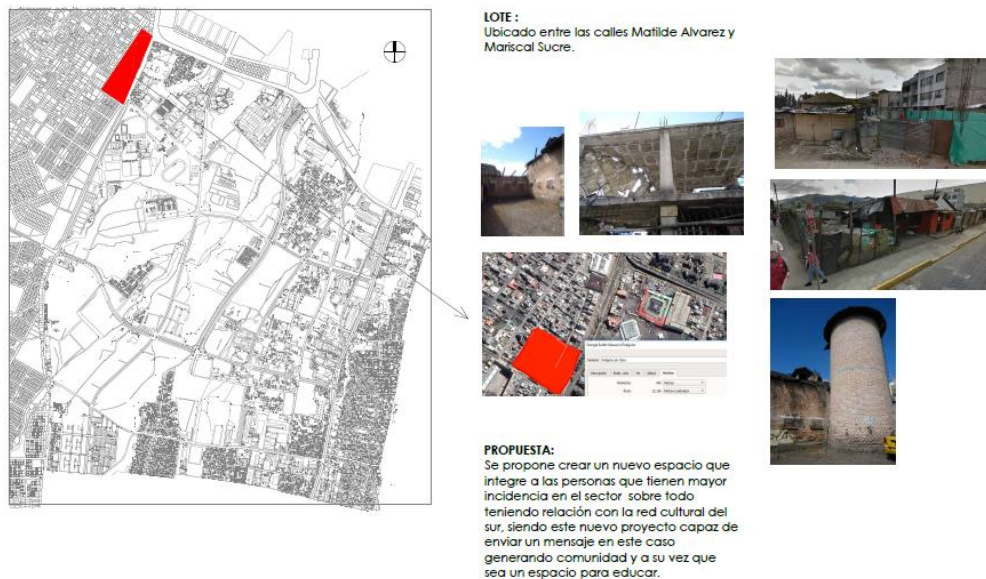 LOTE :
Ubicado entre las calles Matilde Alvarez y
Mariscal Sucre.
PROPUESTA:
Se propone crear un nuevo espacio que
integre a las personas que tienen mayor
incidencia en el sector sobre todo
teniendo relación con la red cultural del
sur, siendo este nuevo proyecto capaz de
enviar un mensaje en este caso
generando comunidad y a su vez que
sea un espacio para educar.